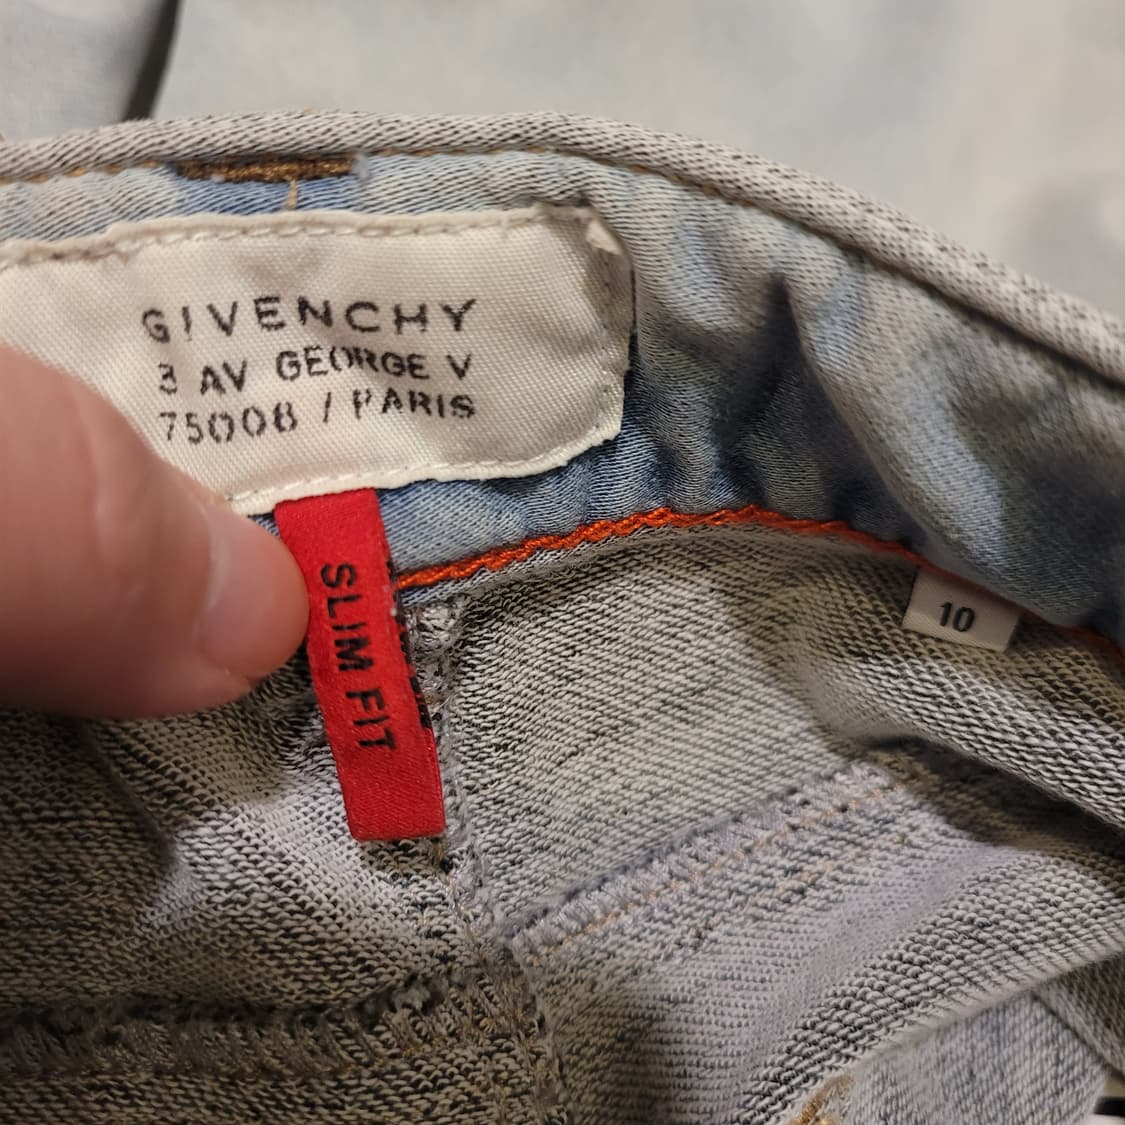 GIVENCHY
3 AV GEORGE V
75008 / PARIS
SLIM FIT
10